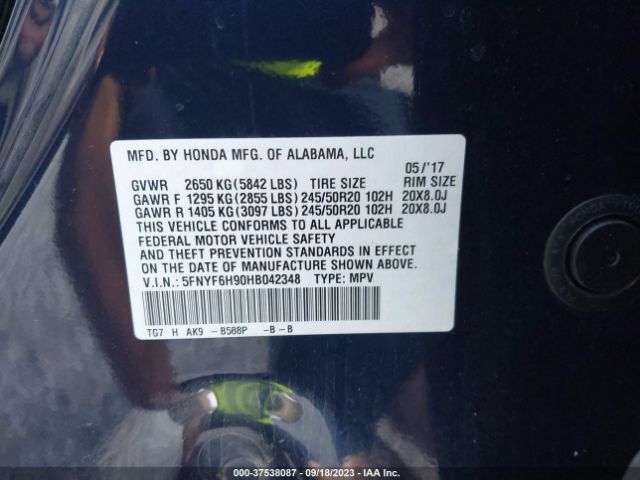 MFD. BY HONDA MFG. OF ALABAMA, LLC
05/'17
GVWR 2650 KG(5842 LBS) TIRE SIZE RIM SIZE
GAWR F 1295 KG(2855 LBS) 245/50R20 102H 20X8.0J
GAWR R 1405 KG(3097 LBS) 245/50R20 102H 20X8.0J
THIS VEHICLE CONFORMS TO ALL APPLICABLE
FEDERAL MOTOR VEHICLE SAFETY
AND THEFT PREVENTION STANDARDS IN EFFECT
ON THE DATE OF MANUFACTURE SHOWN ABOVE.
V.I.N.: 5FNYF6H90HB042348 TYPE: MPV
TG7 H AK9 -B588P -B-B
000-37538087 - 09/18/2023 - IAA Inc.